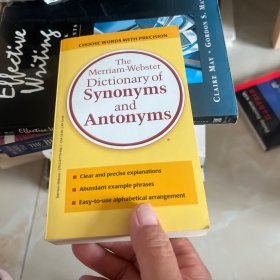 CHOOSE WORDS WITH PRECISION
The
Merriam-Webster
Dictionary of
Synonyms
and
Antonyms
Clear and precise explanations
Abundant example phrases
Easy-to-use alphabetical arrangement
Effective
Writing
CLAIRE MAY • GORDON S. MAY